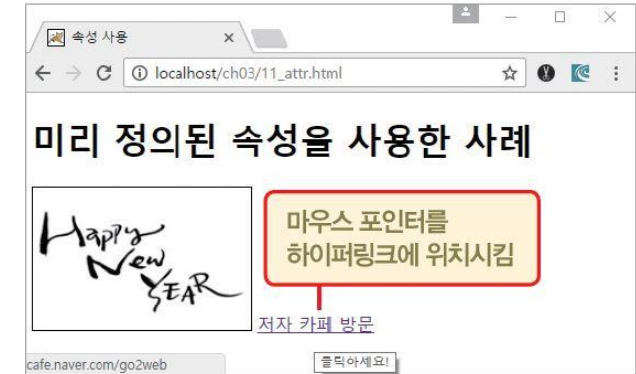 속성 사용
localhost/ch03/11_attr.html
미리 정의된 속성을 사용한 사례
Happy
New
YEAR
마우스 포인터를
하이퍼링크에 위치시킴
저자 카페 방문
cafe.naver.com/go2web
클릭하세요!